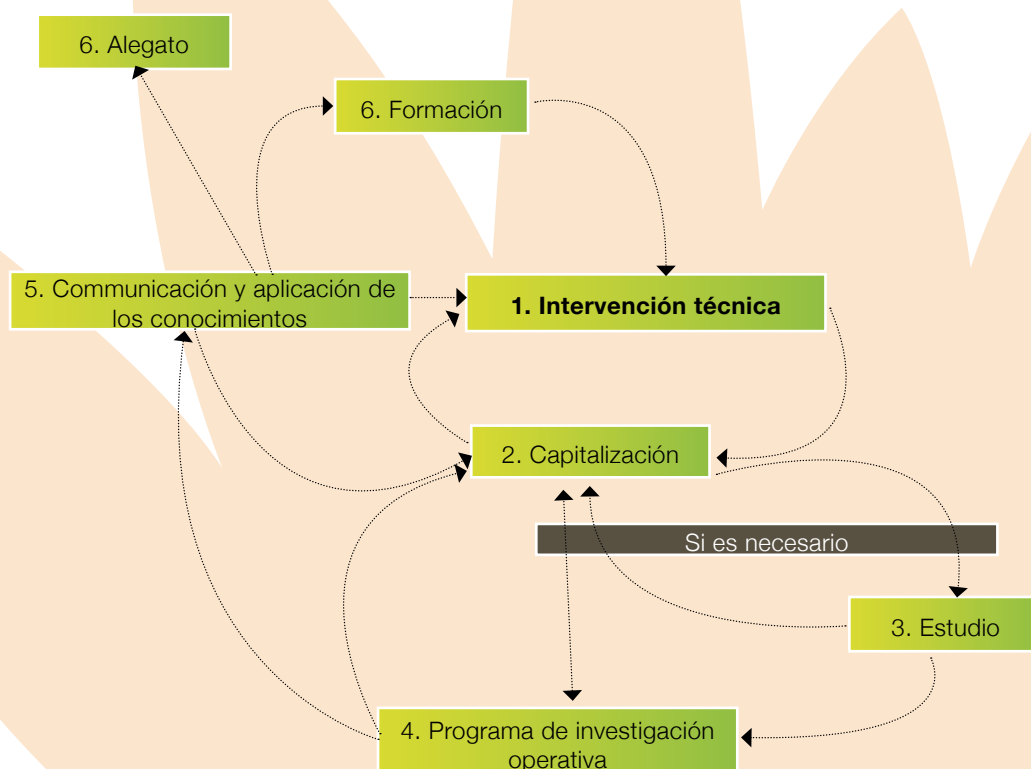 6. Alegato
6. Formación
5. Communicación y aplicación de
los conocimientos
1. Intervención técnica
2. Capitalización
Si es necesario
3. Estudio
4. Programa de investigación
operativa